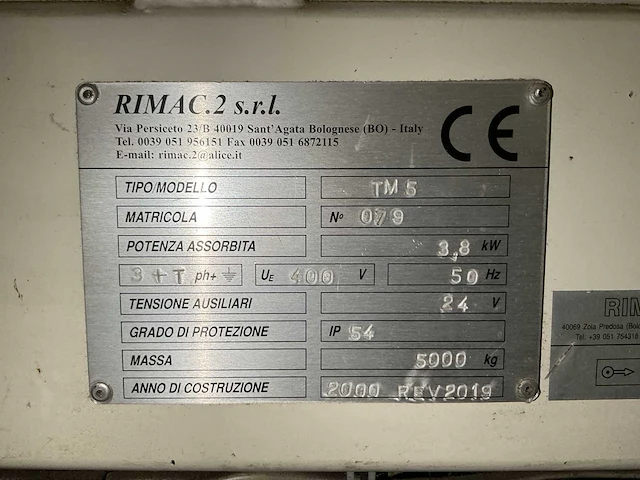 RIMAC.2 s.r.l.
Via Persiceto 23/B 40019 Sant'Agata Bolognese (BO) - Italy
Tel. 0039 051 956151 Fax 0039 051 6872115
E-mail: rimac.2@alice.it
CE
TIPO/MODELLO TM5
MATRICOLA N° 079
POTENZA ASSORBITA 3,8 kW
3+T ph+ UE 400 V 50 Hz
TENSIONE AUSILIARI 24 V
GRADO DI PROTEZIONE IP 54
MASSA 5000 kg
ANNO DI COSTRUZIONE 2000 REV2019
RIM
40069 Zola Predosa (Bolo
Tel. +39 051 754318